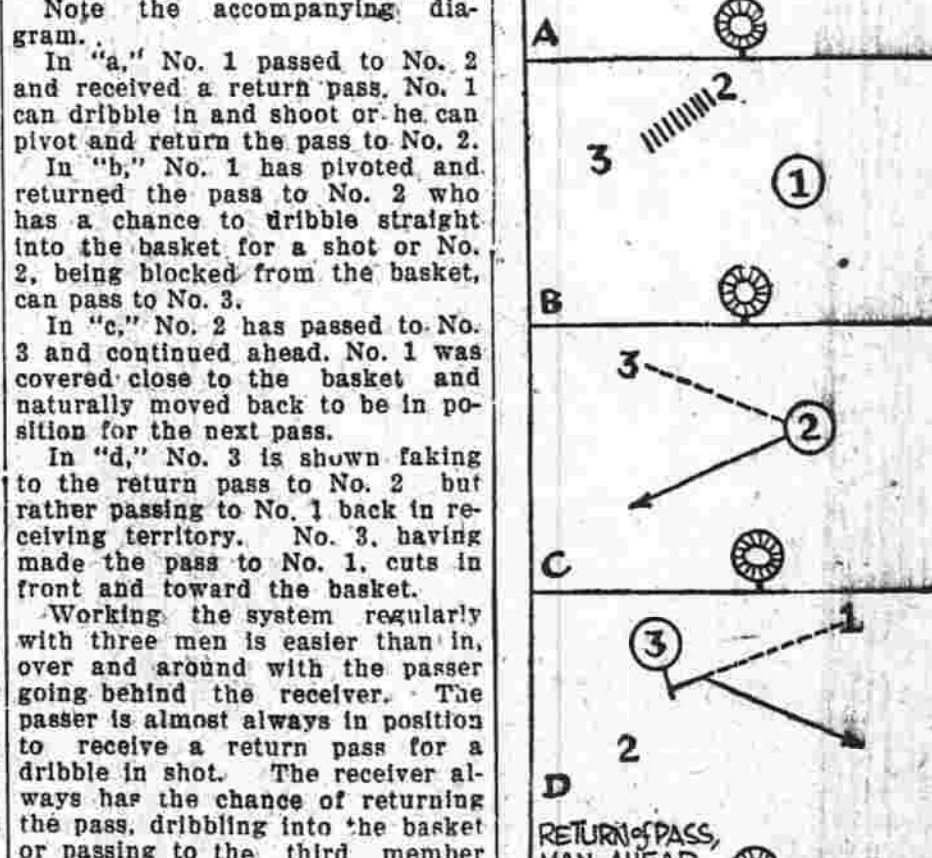 Note the accompanying dia-
gram.
In "a," No. 1 passed to No. 2
and received a return pass. No. 1
can dribble in and shoot or he can
pivot and return the pass to No. 2.
In "b," No. 1 has pivoted and
returned the pass to No. 2 who
has a chance to dribble straight
into the basket for a shot or No.
2, being blocked from the basket,
can pass to No. 3.
In "c," No. 2 has passed to No.
3 and continued ahead. No. 1 was
covered close to the basket and
naturally moved back to be in po-
sition for the next pass.
In "d," No. 3 is shown faking
to the return pass to No. 2 but
rather passing to No. 1 back in re-
ceiving territory. No. 3, having
made the pass to No. 1, cuts in
front and toward the basket.
Working the system regularly
with three men is easier than in,
over and around with the passer
going behind the receiver. The
passer is almost always in position
to receive a return pass for a
dribble in shot. The receiver al-
ways has the chance of returning
the pass, dribbling into the basket
or passing to the third member
A
2
3
1
B
3
2
C
3
1
2
D
RETURN of PASS,
MAN AHEAD